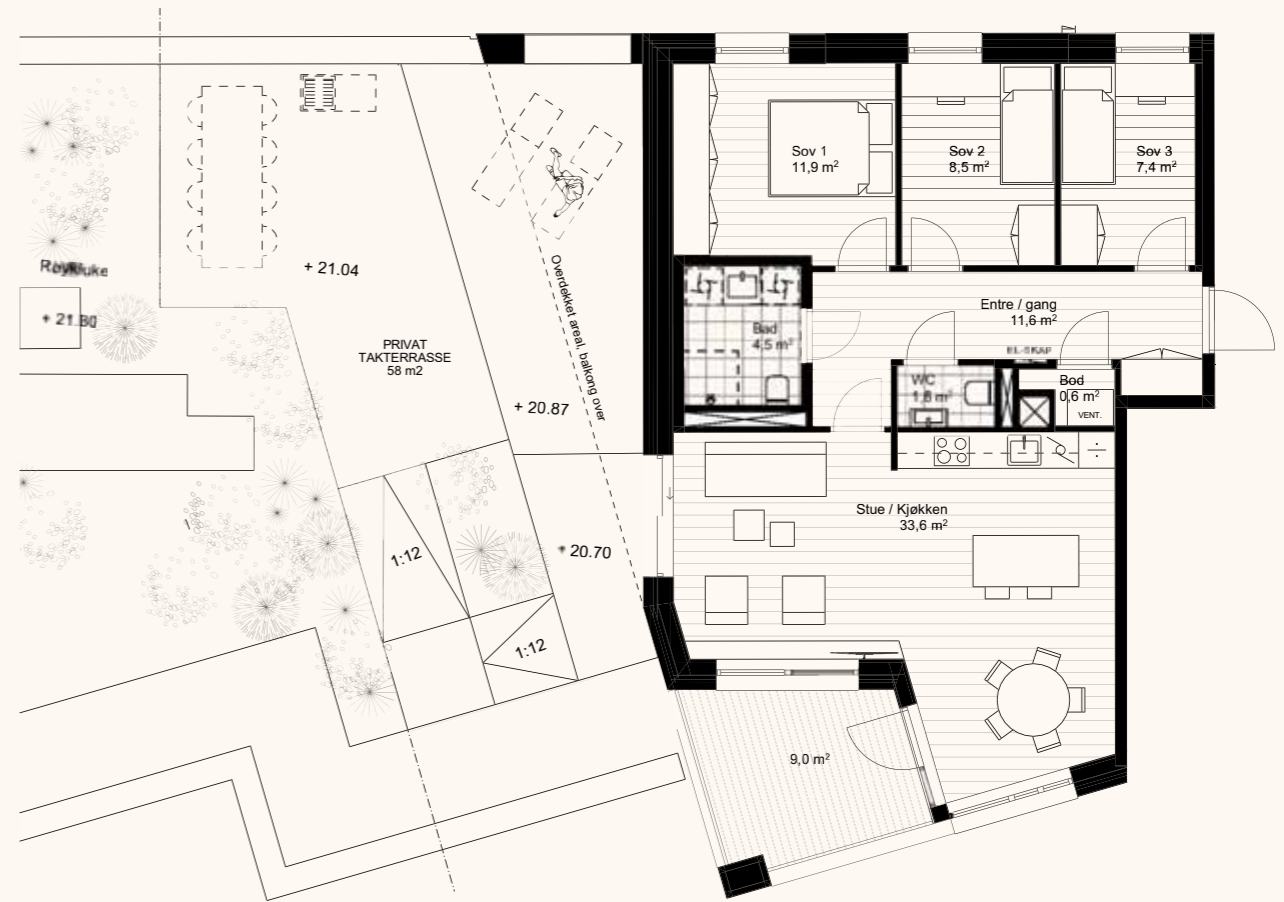 Sov 1
11,9 m²
Sov 2
8,5 m²
Sov 3
7,4 m²
+ 21.04
+ 21.80
Overdekket areal, balkong over
Entre / gang
11,6 m²
Bad
4,5 m²
EL-SKAP
PRIVAT
TAKTERRASSE
58 m2
WC
1,8 m²
Bod
0,6 m²
VENT.
+ 20.87
Stue / Kjøkken
33,6 m²
+ 20.70
1:12
1:12
9,0 m²